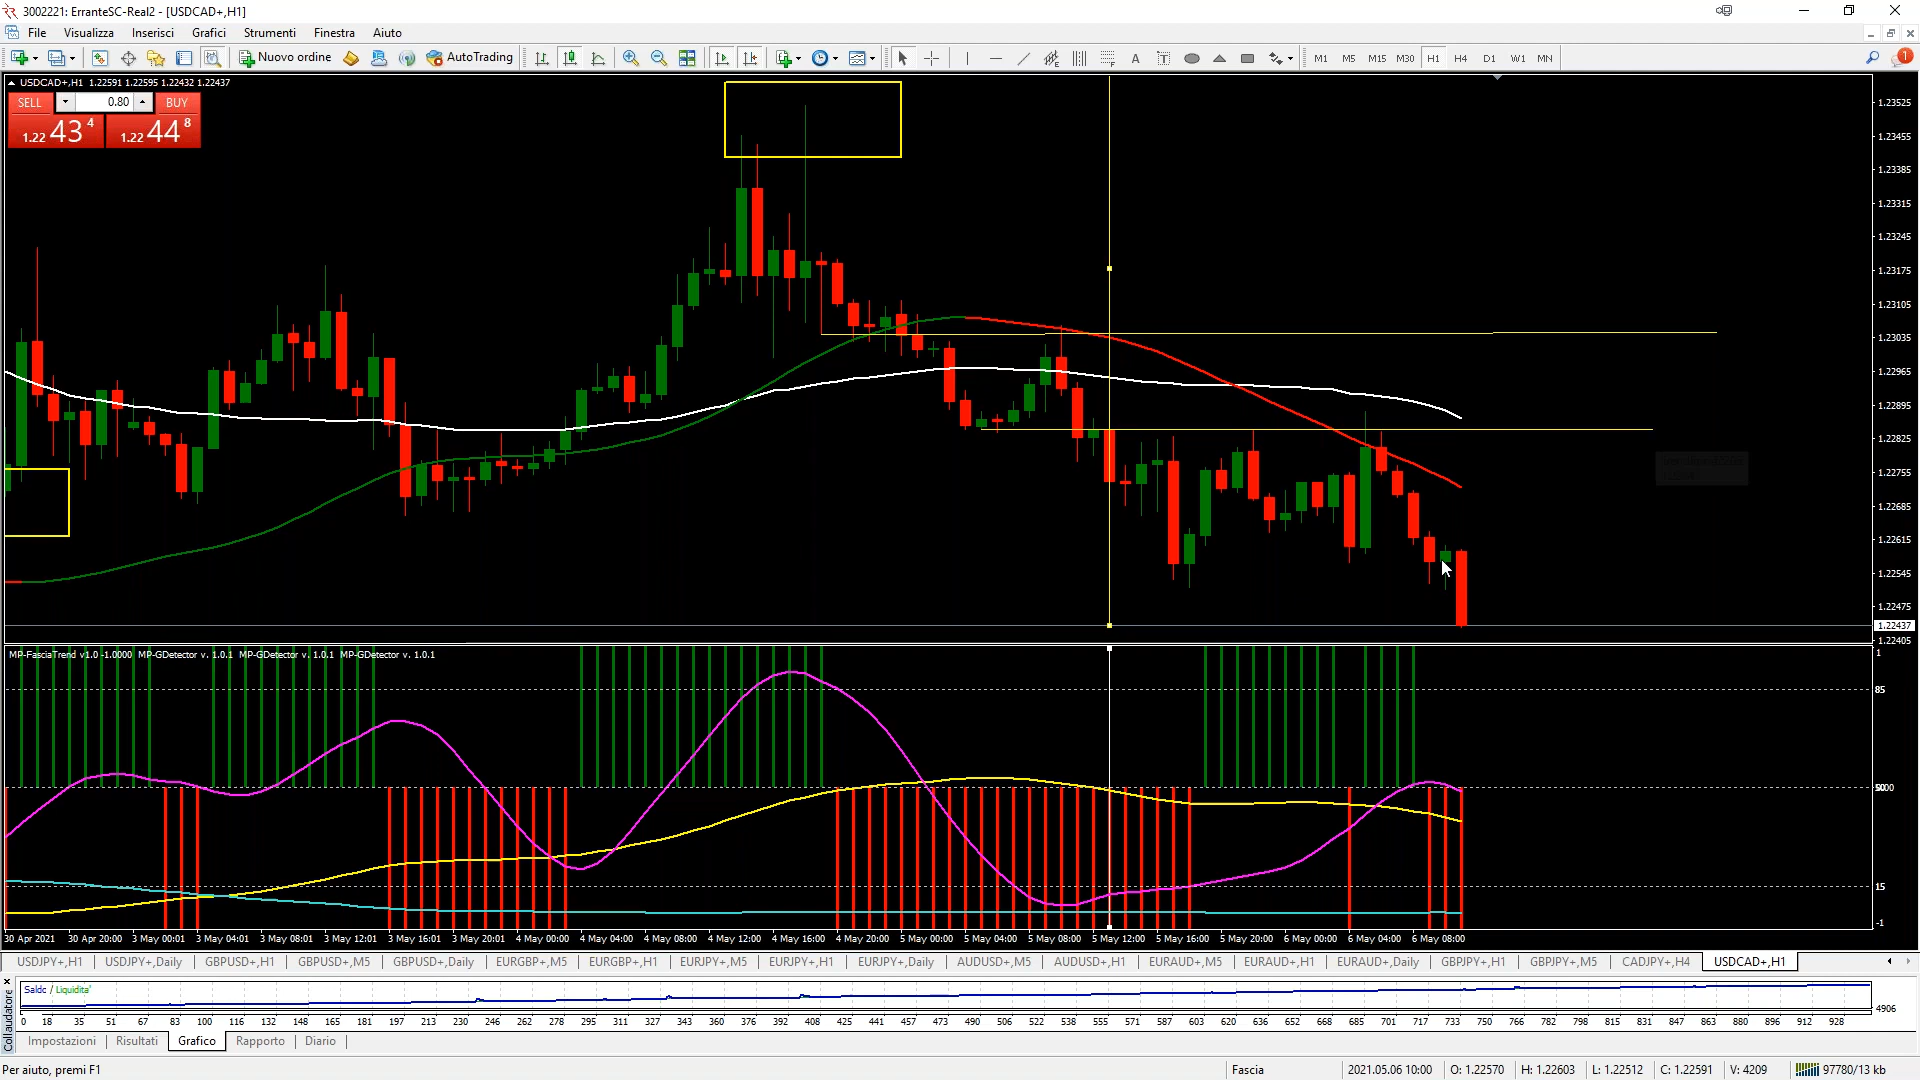 3002221: ErranteSC-Real2 - [USDCAD+,H1]
File Visualizza Inserisci Grafici Strumenti Finestra Aiuto
Nuovo ordine AutoTrading A T M1 M5 M15 M30 H1 H4 D1 W1 MN 1
USDCAD+,H1 1.22591 1.22595 1.22432 1.22437
SELL 0.80 BUY
1.22 43 4 1.22 44 8
1.23525
1.23455
1.23385
1.23315
1.23245
1.23175
1.23105
1.23035
1.22965
1.22895
1.22825
1.22755
1.22685
1.22615
1.22545
1.22475
1.22437
1.22405
MP-FasciaTrend v1.0 -1.0000 MP-GDetector v. 1.0.1 MP-GDetector v. 1.0.1 MP-GDetector v. 1.0.1
1
85
15
-1
30 Apr 2021 30 Apr 20:00 3 May 00:01 3 May 04:01 3 May 08:01 3 May 12:01 3 May 16:01 3 May 20:01 4 May 00:00 4 May 04:00 4 May 08:00 4 May 12:00 4 May 16:00 4 May 20:00 5 May 00:00 5 May 04:00 5 May 08:00 5 May 12:00 5 May 16:00 5 May 20:00 6 May 00:00 6 May 04:00 6 May 08:00
USDJPY+,H1 USDJPY+,Daily GBPUSD+,H1 GBPUSD+,M5 GBPUSD+,Daily EURGBP+,M5 EURGBP+,H1 EURJPY+,M5 EURJPY+,H1 EURJPY+,Daily AUDUSD+,M5 AUDUSD+,H1 EURAUD+,M5 EURAUD+,H1 EURAUD+,Daily GBPJPY+,H1 GBPJPY+,M5 CADJPY+,H4 USDCAD+,H1
Saldo / Liquidita'
4906
0 18 35 51 67 83 100 116 132 148 165 181 197 213 230 246 262 278 295 311 327 343 360 376 392 408 425 441 457 473 490 506 522 538 555 571 587 603 620 636 652 668 685 701 717 733 750 766 782 798 815 831 847 863 880 896 912 928
Collaudatore
Impostazioni Risultati Grafico Rapporto Diario
Per aiuto, premi F1 Fascia 2021.05.06 10:00 O: 1.22570 H: 1.22603 L: 1.22512 C: 1.22591 V: 4209 97780/13 kb